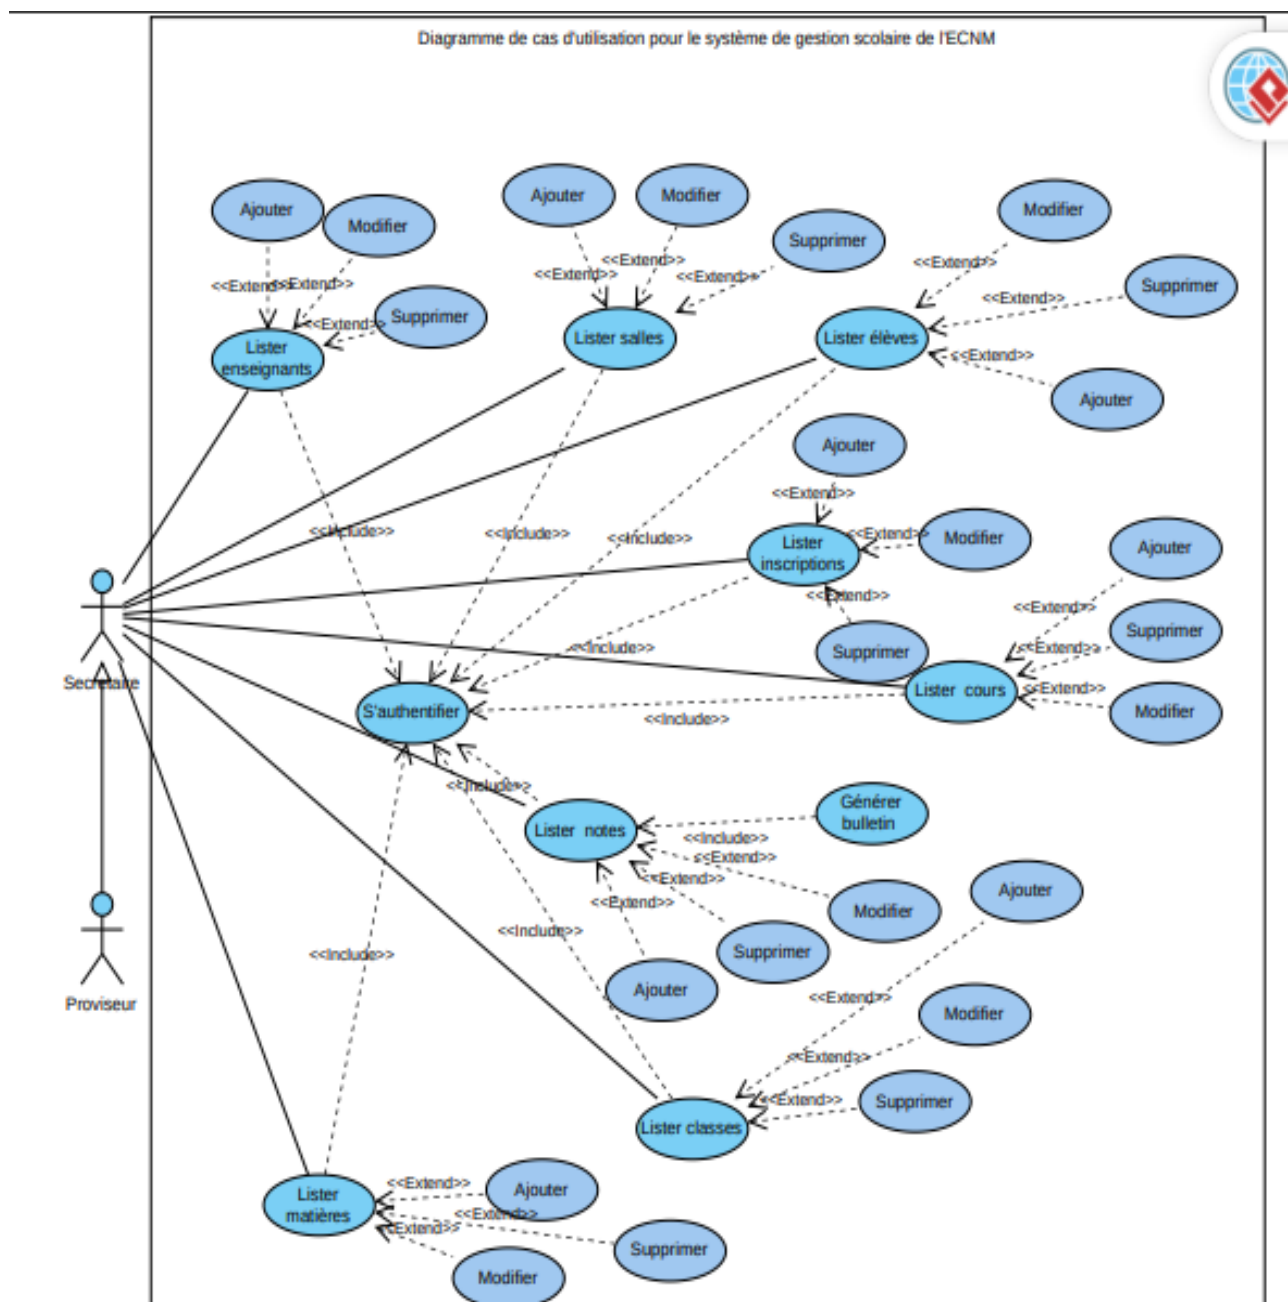 Diagramme de cas d'utilisation pour le système de gestion scolaire de l'ECNM
Ajouter
Modifier
<<Extend>>
<<Extend>>
<<Extend>>
Supprimer
Lister
enseignants
Ajouter
Modifier
Supprimer
<<Extend>>
<<Extend>>
<<Extend>>
Lister salles
Modifier
<<Extend>>
Supprimer
<<Extend>>
Lister élèves
<<Extend>>
Ajouter
Ajouter
<<Extend>>
Lister
inscriptions
<<Extend>>
Modifier
<<Extend>>
Supprimer
<<Include>>
<<Include>>
<<Include>>
<<Include>>
Ajouter
<<Extend>>
Supprimer
<<Extend>>
Lister cours
<<Extend>>
Modifier
Secrétaire
S'authentifier
<<Include>>
<<Include>>
Lister notes
Générer
bulletin
<<Include>>
<<Extend>>
<<Extend>>
<<Extend>>
Modifier
Supprimer
Ajouter
<<Include>>
<<Include>>
Proviseur
Ajouter
<<Extend>>
Modifier
<<Extend>>
<<Extend>>
Supprimer
Lister classes
Lister
matières
<<Extend>>
Ajouter
<<Extend>>
<<Extend>>
Supprimer
Modifier